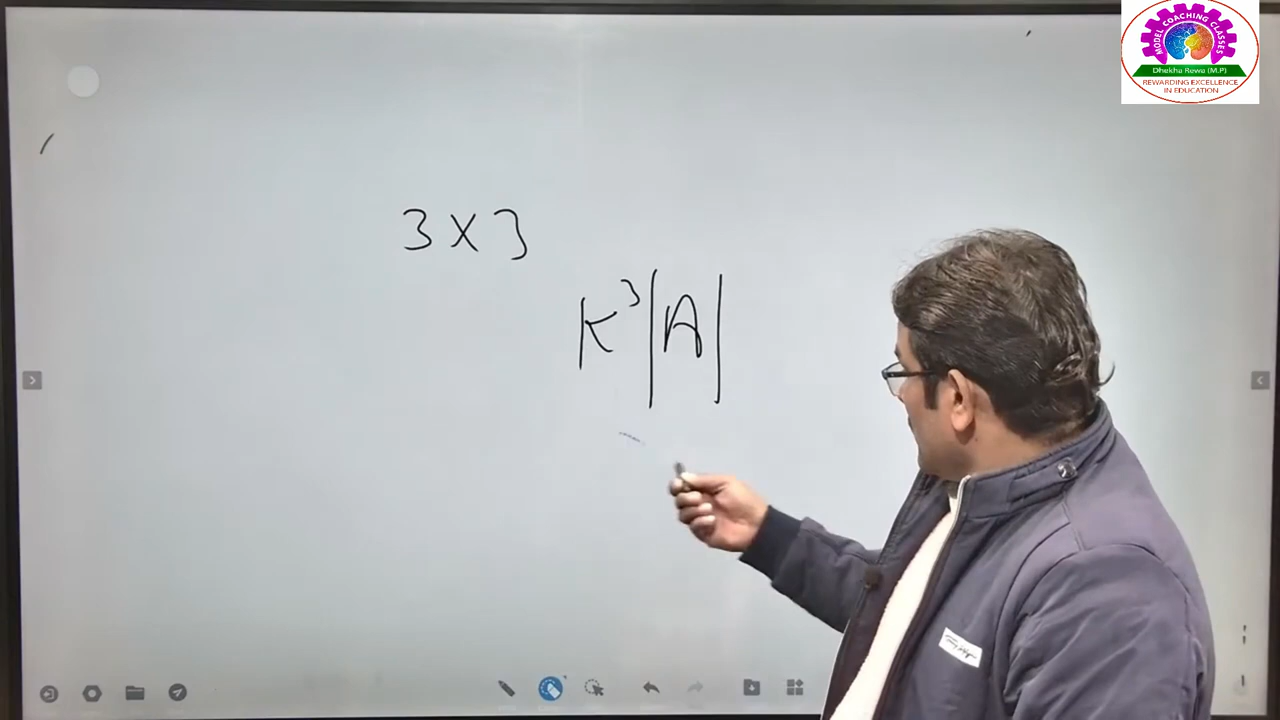 MODEL COACHING CLASSES
Dhekha Rewa (M.P)
REWARDING EXCELLENCE
IN EDUCATION
3 X 3
K³|A|